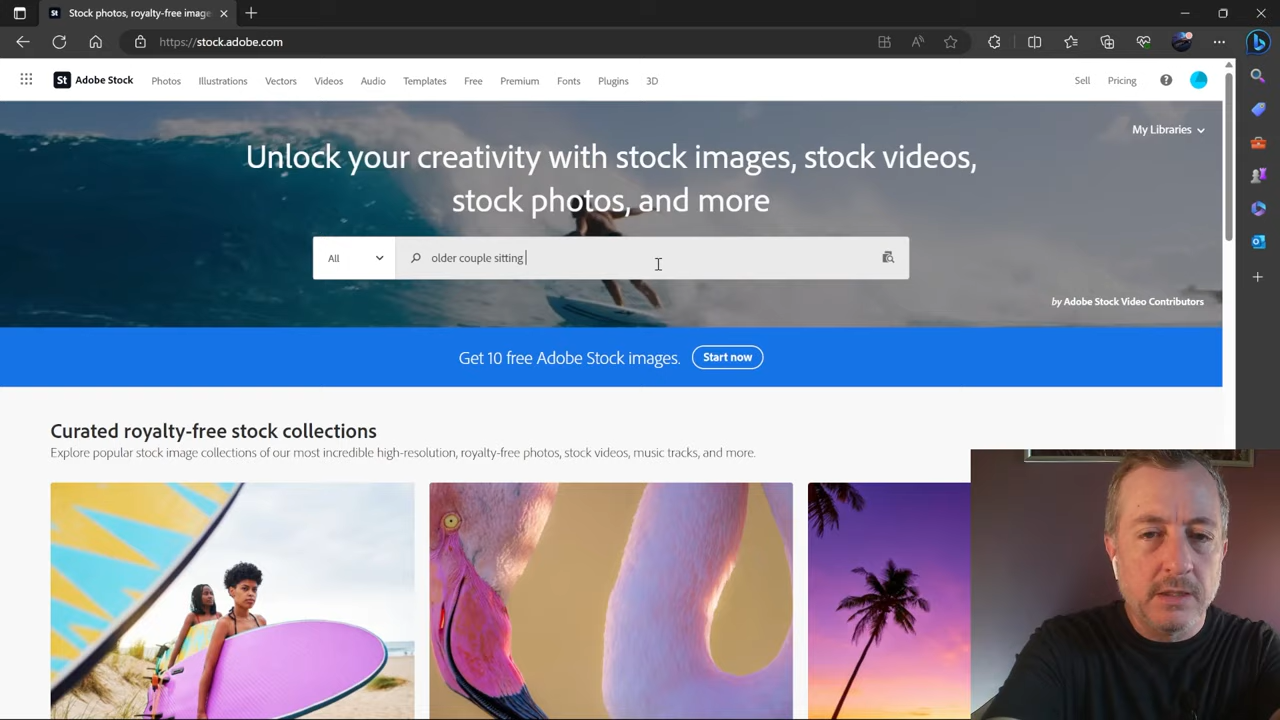 Stock photos, royalty-free image
https://stock.adobe.com
St Adobe Stock Photos Illustrations Vectors Videos Audio Templates Free Premium Fonts Plugins 3D Sell Pricing
My Libraries
Unlock your creativity with stock images, stock videos,
stock photos, and more
All older couple sitting
by Adobe Stock Video Contributors
Get 10 free Adobe Stock images. Start now
Curated royalty-free stock collections
Explore popular stock image collections of our most incredible high-resolution, royalty-free photos, stock videos, music tracks, and more.